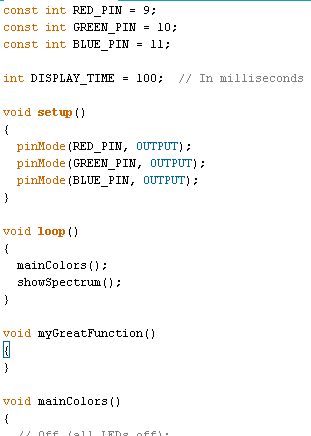 const int RED_PIN = 9;
const int GREEN_PIN = 10;
const int BLUE_PIN = 11;
int DISPLAY_TIME = 100;  // In milliseconds
void setup()
{
  pinMode(RED_PIN, OUTPUT);
  pinMode(GREEN_PIN, OUTPUT);
  pinMode(BLUE_PIN, OUTPUT);
}
void loop()
{
  mainColors();
  showSpectrum();
}
void myGreatFunction()
{
}
void mainColors()
{
  // Off (all LEDs off):